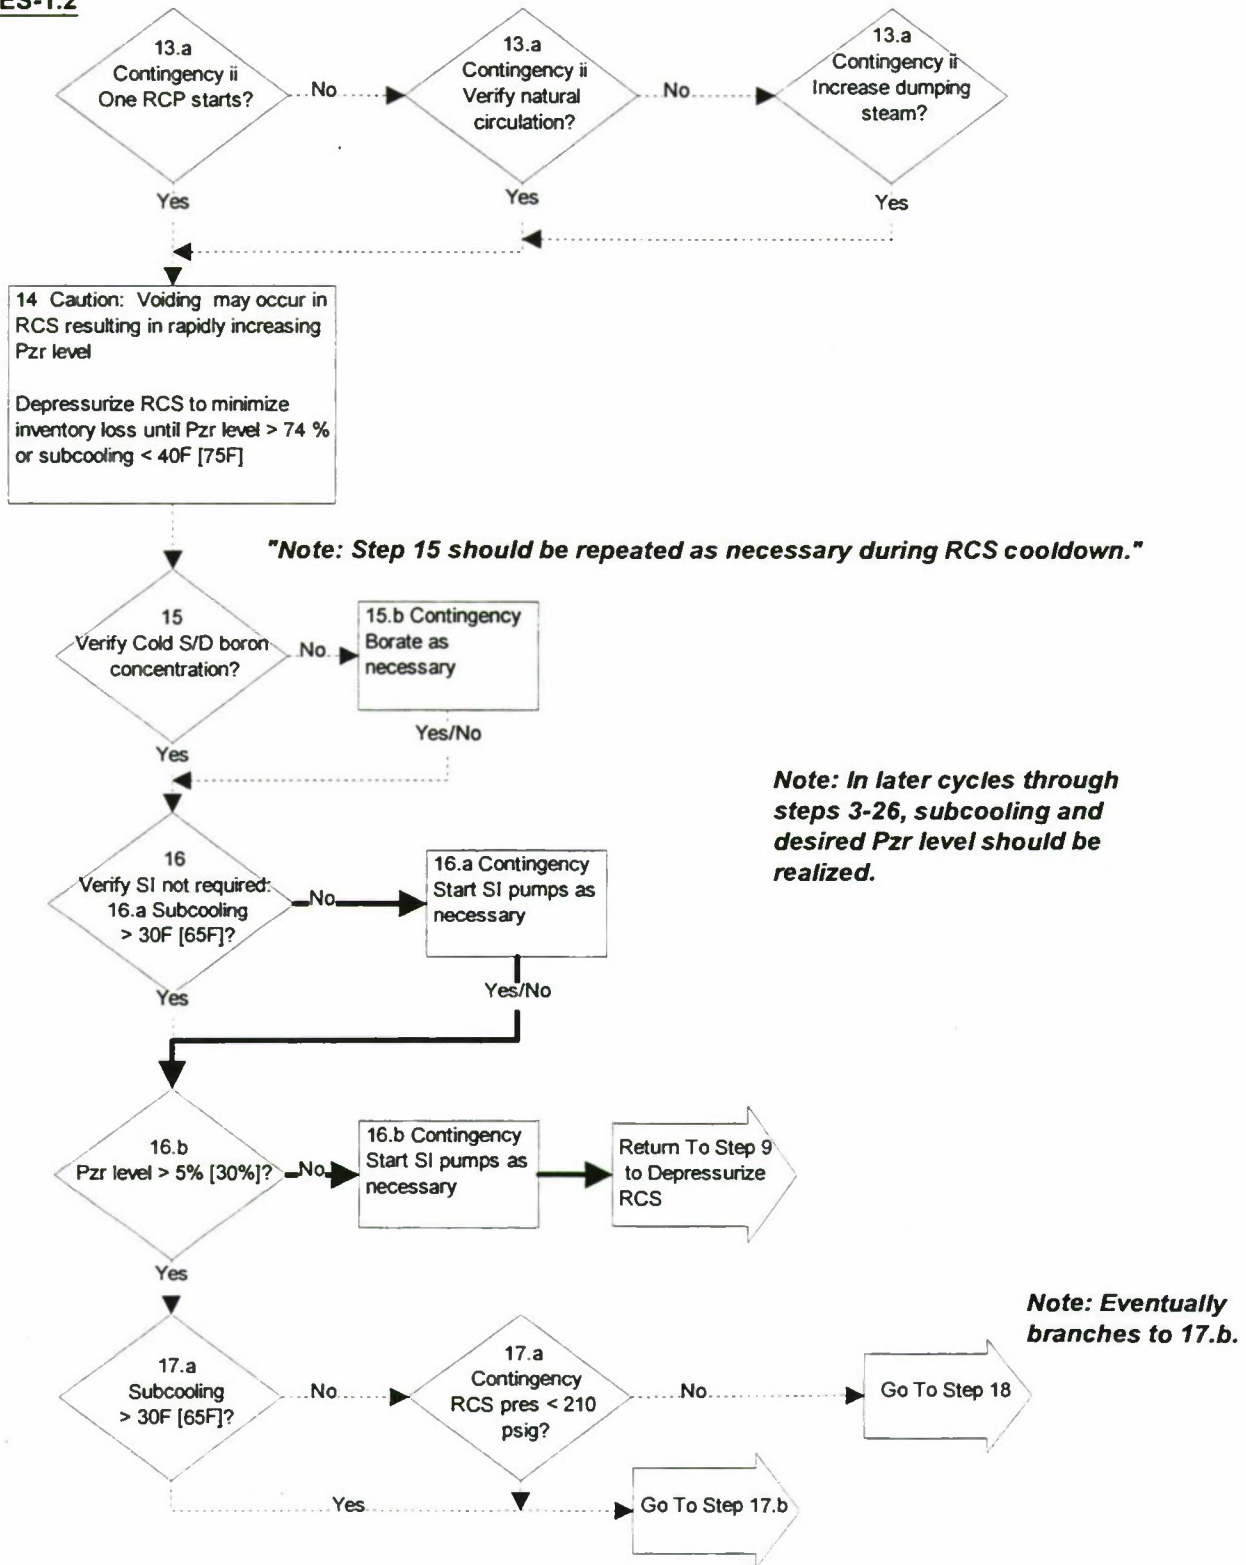 ES-1.2
13.a
Contingency ii
One RCP starts?
No
13.a
Contingency ii
Verify natural
circulation?
No
13.a
Contingency ii
Increase dumping
steam?
Yes
Yes
Yes
14 Caution: Voiding may occur in
RCS resulting in rapidly increasing
Pzr level
Depressurize RCS to minimize
inventory loss until Pzr level > 74 %
or subcooling < 40F [75F]
"Note: Step 15 should be repeated as necessary during RCS cooldown."
15
Verify Cold S/D boron
concentration?
No
15.b Contingency
Borate as
necessary
Yes/No
Yes
Note: In later cycles through
steps 3-26, subcooling and
desired Pzr level should be
realized.
16
Verify SI not required:
16.a Subcooling
> 30F [65F]?
No
16.a Contingency
Start SI pumps as
necessary
Yes/No
Yes
16.b
Pzr level > 5% [30%]?
No
16.b Contingency
Start SI pumps as
necessary
Return To Step 9
to Depressurize
RCS
Yes
Note: Eventually
branches to 17.b.
17.a
Subcooling
> 30F [65F]?
No
17.a
Contingency
RCS pres < 210
psig?
No
Go To Step 18
Yes
Go To Step 17.b